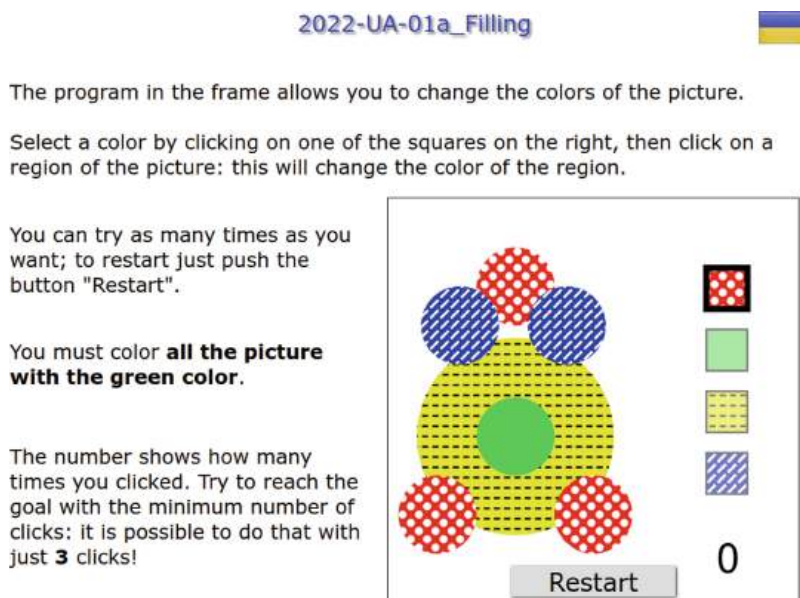 2022-UA-01a_Filling
The program in the frame allows you to change the colors of the picture.
Select a color by clicking on one of the squares on the right, then click on a
region of the picture: this will change the color of the region.
You can try as many times as you
want; to restart just push the
button "Restart".
You must color all the picture
with the green color.
The number shows how many
times you clicked. Try to reach the
goal with the minimum number of
clicks: it is possible to do that with
just 3 clicks!
0
Restart